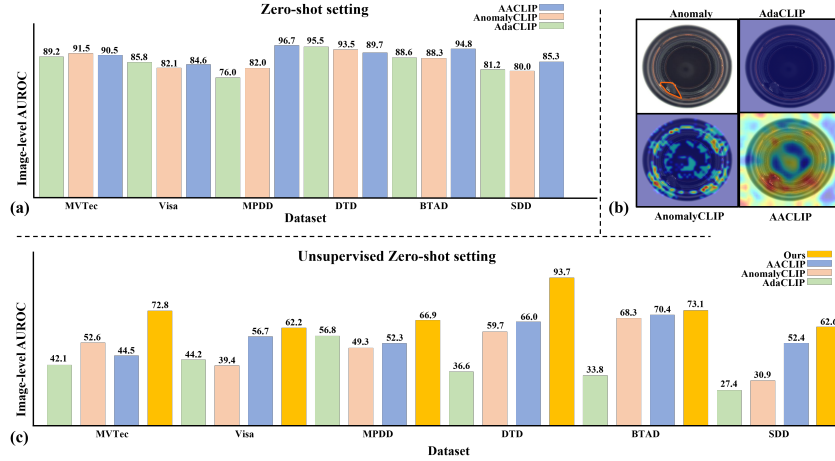 Zero-shot setting
AACLIP
AnomalyCLIP
AdaCLIP
Image-level AUROC
89.2 91.5 90.5 85.8 82.1 84.6 76.0 82.0 96.7 95.5 93.5 89.7 88.6 88.3 94.8 81.2 80.0 85.3
MVTec Visa MPDD DTD BTAD SDD
Dataset
(a)
Anomaly AdaCLIP
AnomalyCLIP AACLIP
(b)
Unsupervised Zero-shot setting
Ours
AACLIP
AnomalyCLIP
AdaCLIP
Image-level AUROC
42.1 52.6 44.5 72.8 44.2 39.4 56.7 62.2 56.8 49.3 52.3 66.9 36.6 59.7 66.0 93.7 33.8 68.3 70.4 73.1 27.4 30.9 52.4 62.6
MVTec Visa MPDD DTD BTAD SDD
Dataset
(c)